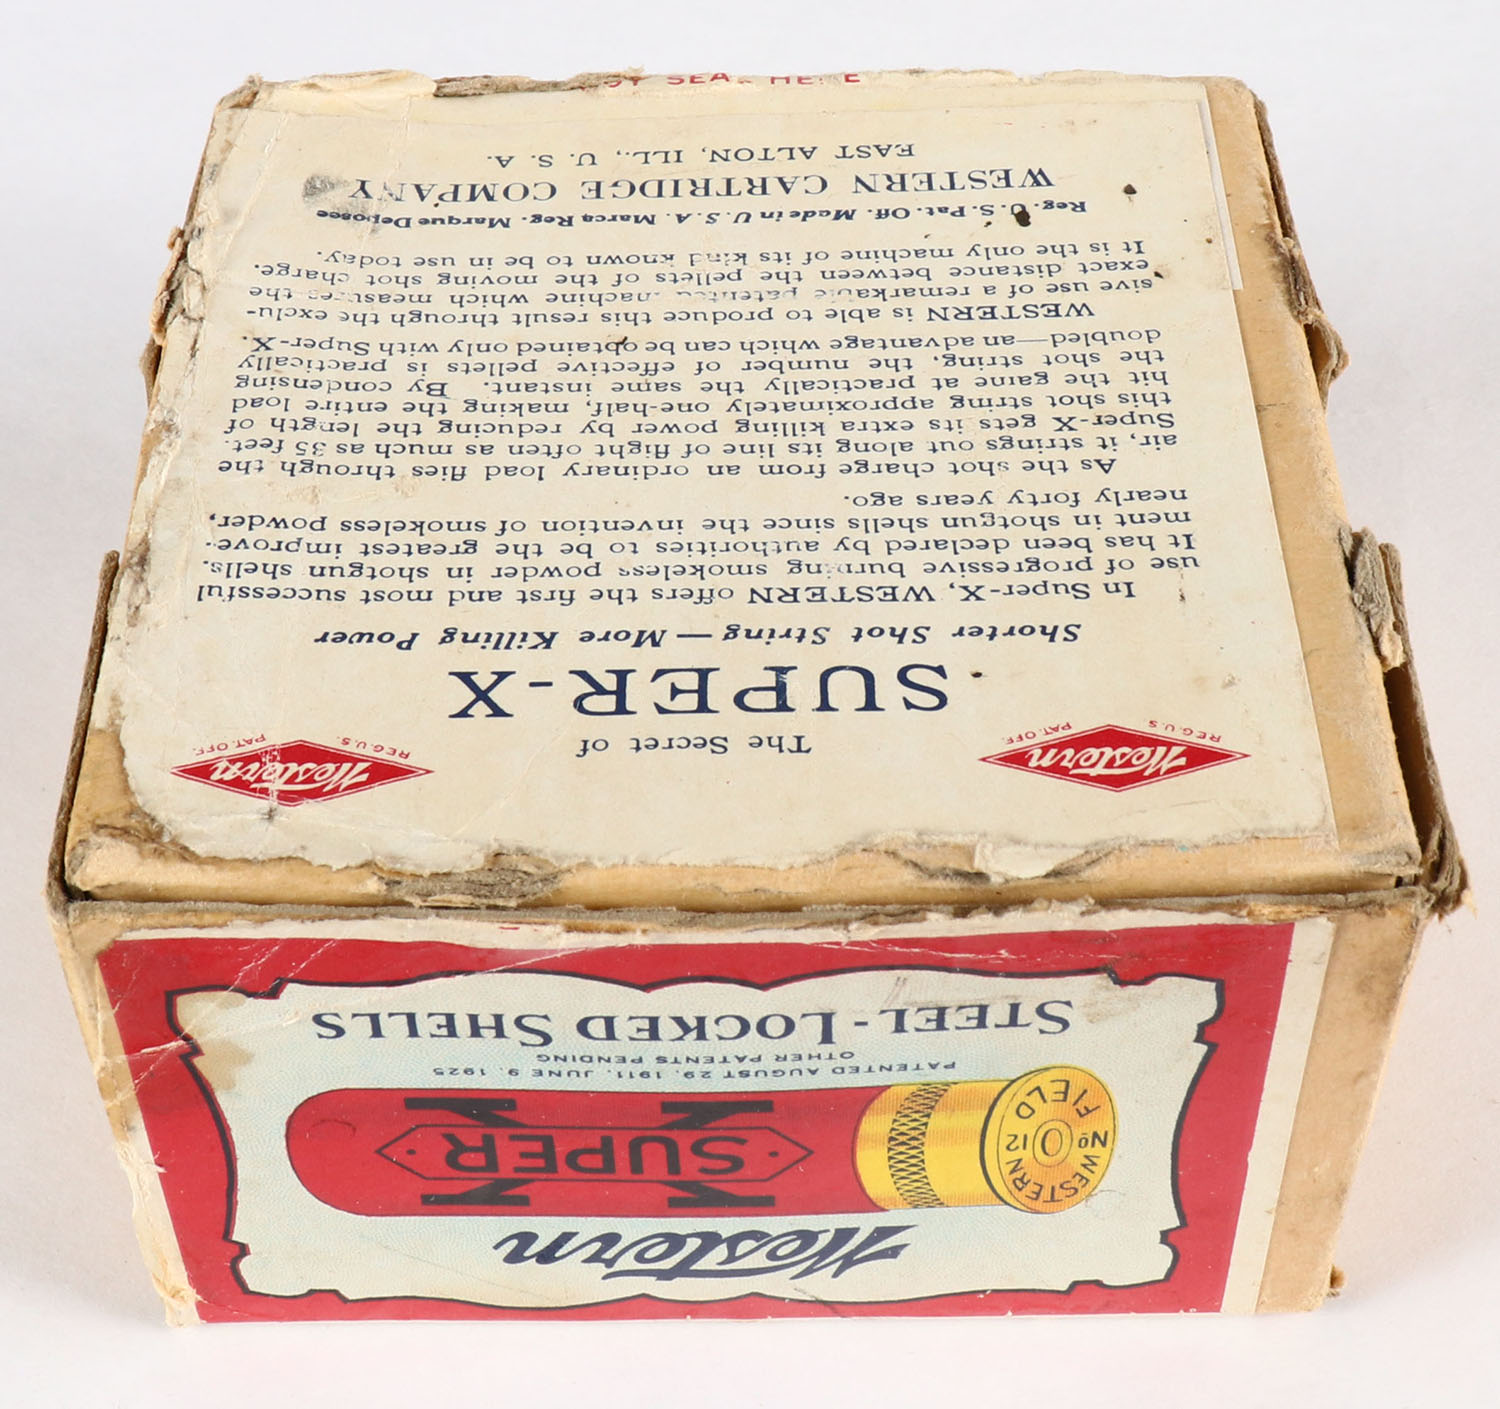 Western
REG. U.S.
PAT. OFF.
Western
REG. U.S.
PAT. OFF.
The Secret of
SUPER-X
Shorter Shot String — More Killing Power
In Super-X, WESTERN offers the first and most successful
use of progressive burning smokeless powder in shotgun shells.
It has been declared by authorities to be the greatest improve-
ment in shotgun shells since the invention of smokeless powder,
nearly forty years ago.
As the shot charge from an ordinary load flies through the
air, it strings out along its line of flight often as much as 35 feet.
Super-X gets its extra killing power by reducing the length of
this shot string approximately one-half, making the entire load
hit the game at practically the same instant. By condensing
the shot string, the number of effective pellets is practically
doubled—an advantage which can be obtained only with Super-X.
WESTERN is able to produce this result through the exclu-
sive use of a remarkable patented machine which measures the
exact distance between the pellets of the moving shot charge.
It is the only machine of its kind known to be in use today.
Reg. U.S. Pat. Off. Made in U.S.A. Marca Reg. Marque Deposee
WESTERN CARTRIDGE COMPANY
EAST ALTON, ILL., U. S. A.
HERE
Western
SUPER
X
WESTERN
No 12
FIELD
PATENTED AUGUST 29, 1911, JUNE 9, 1925
OTHER PATENTS PENDING
STEEL-LOCKED SHELLS